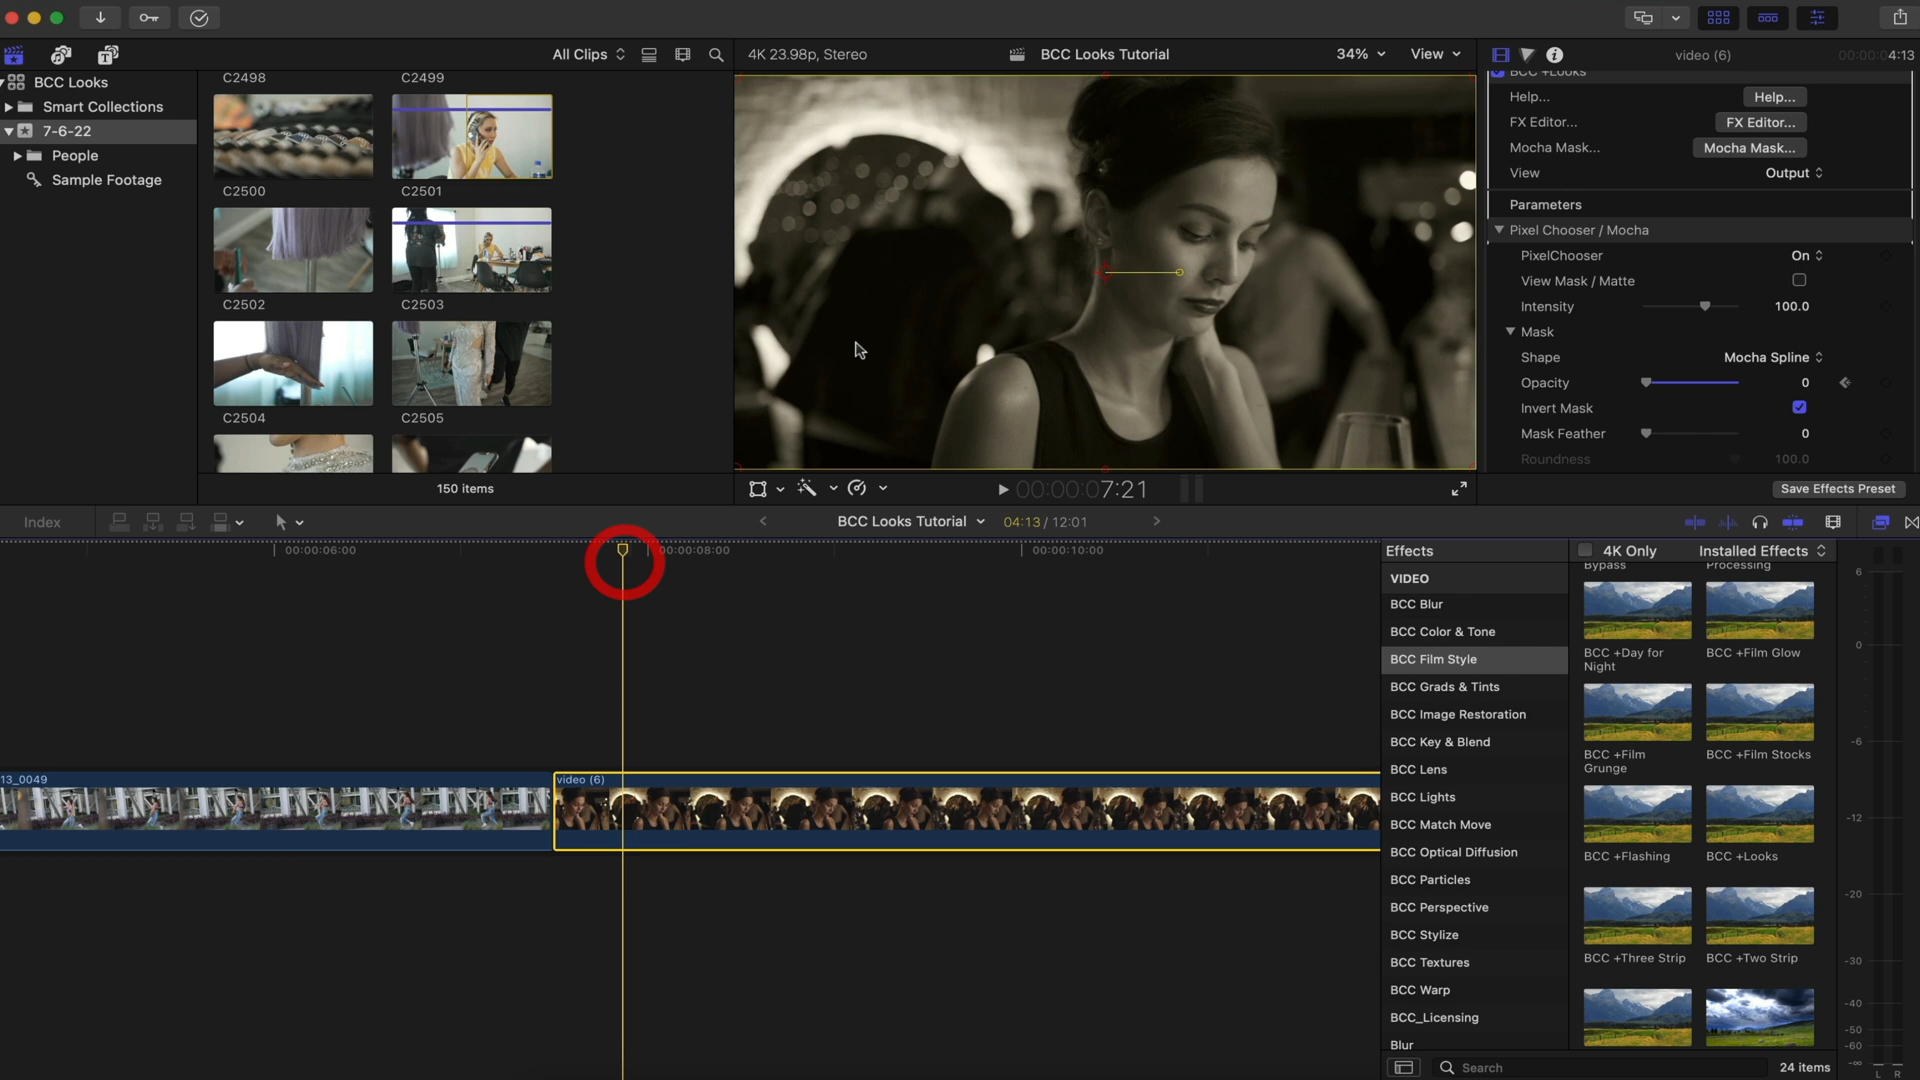 All Clips
4K 23.98p, Stereo
BCC Looks Tutorial
34%
View
video (6)
00:00:04:13
BCC Looks
Smart Collections
7-6-22
People
Sample Footage
C2498
C2499
C2500
C2501
C2502
C2503
C2504
C2505
150 items
00:00:07:21
BCC +Looks
Help...
Help...
FX Editor...
FX Editor...
Mocha Mask...
Mocha Mask...
View
Output
Parameters
Pixel Chooser / Mocha
PixelChooser
On
View Mask / Matte
Intensity
100.0
Mask
Shape
Mocha Spline
Opacity
0
Invert Mask
Mask Feather
0
Roundness
100.0
Save Effects Preset
Index
BCC Looks Tutorial
04:13 / 12:01
00:00:06:00
00:00:08:00
00:00:10:00
13_0049
video (6)
Effects
4K Only
Installed Effects
VIDEO
BCC Blur
BCC Color & Tone
BCC Film Style
BCC Grads & Tints
BCC Image Restoration
BCC Key & Blend
BCC Lens
BCC Lights
BCC Match Move
BCC Optical Diffusion
BCC Particles
BCC Perspective
BCC Stylize
BCC Textures
BCC Warp
BCC_Licensing
Blur
Bypass
Processing
BCC +Day for
Night
BCC +Film Glow
BCC +Film
Grunge
BCC +Film Stocks
BCC +Flashing
BCC +Looks
BCC +Three Strip
BCC +Two Strip
Search
24 items
6
0
-6
-12
-20
-30
-40
-50
-60
-∞
L
R